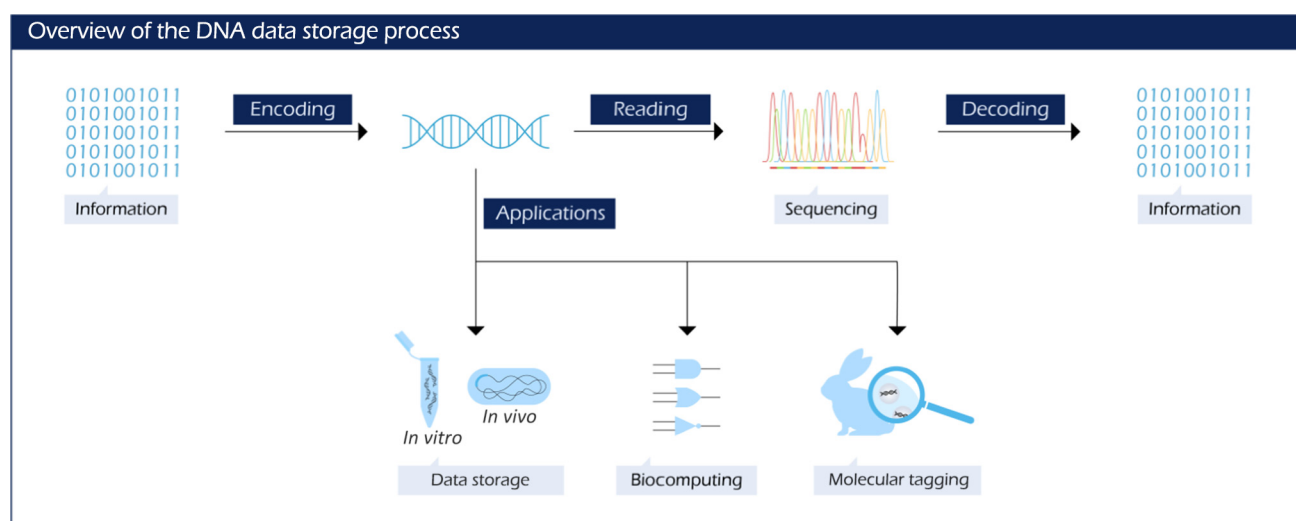 Overview of the DNA data storage process
0101001011
0101001011
0101001011
0101001011
0101001011
Information
Encoding
Reading
Sequencing
Decoding
0101001011
0101001011
0101001011
0101001011
0101001011
Information
Applications
In vitro
In vivo
Data storage
Biocomputing
Molecular tagging